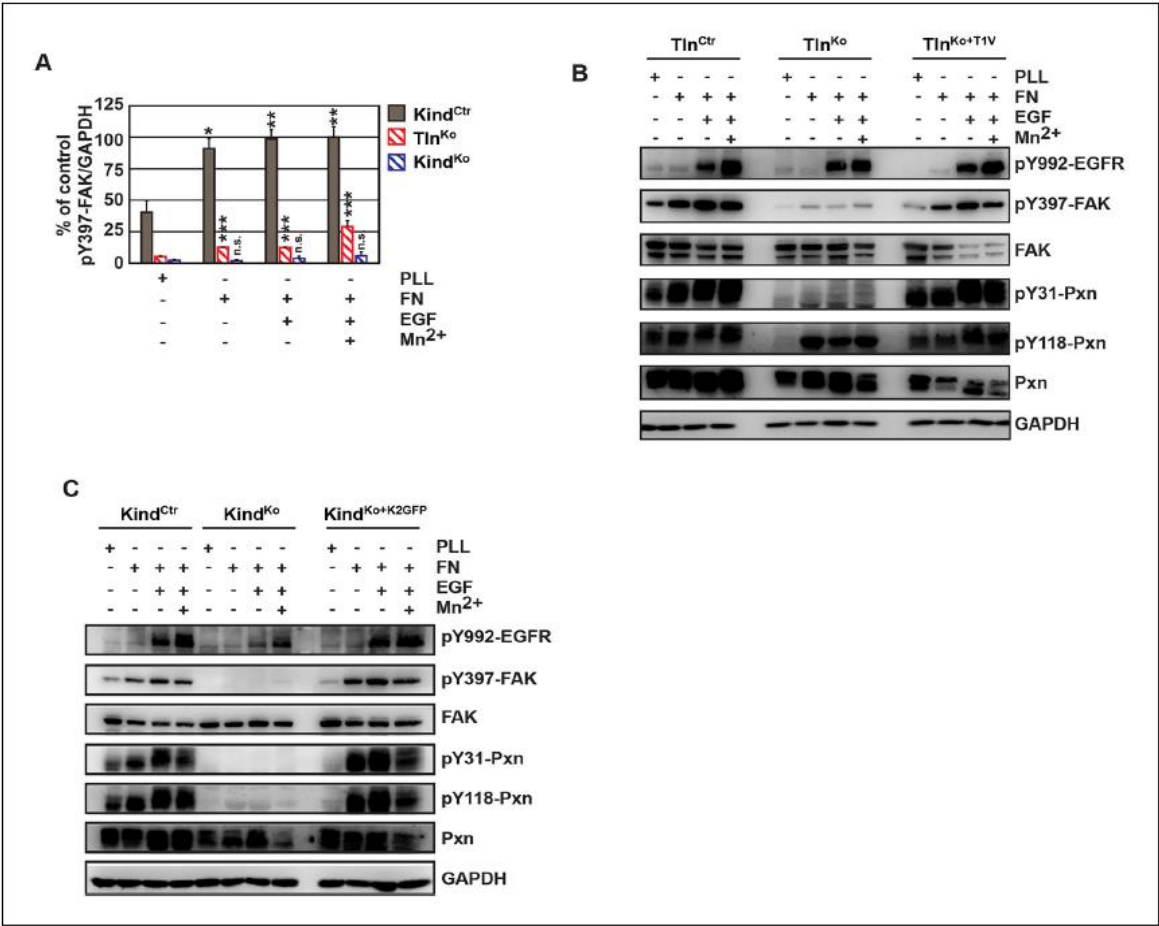 A
% of control
pY397-FAK/GAPDH
125
100
75
50
25
0
* ** **
*** *** ***
n.s. n.s. n.s.
Kind^Ctr
Tln^Ko
Kind^Ko
+ - - - PLL
- + + + FN
- - + + EGF
- - - + Mn2+
B
Tln^Ctr Tln^Ko Tln^Ko+T1V
+ - - - + - - - + - - - PLL
- + + + - + + + - + + + FN
- - + + - - + + - - + + EGF
- - - + - - - + - - - + Mn2+
pY992-EGFR
pY397-FAK
FAK
pY31-Pxn
pY118-Pxn
Pxn
GAPDH
C
Kind^Ctr Kind^Ko Kind^Ko+K2GFP
+ - - - + - - - + - - - PLL
- + + + - + + + - + + + FN
- - + + - - + + - - + + EGF
- - - + - - - + - - - + Mn2+
pY992-EGFR
pY397-FAK
FAK
pY31-Pxn
pY118-Pxn
Pxn
GAPDH